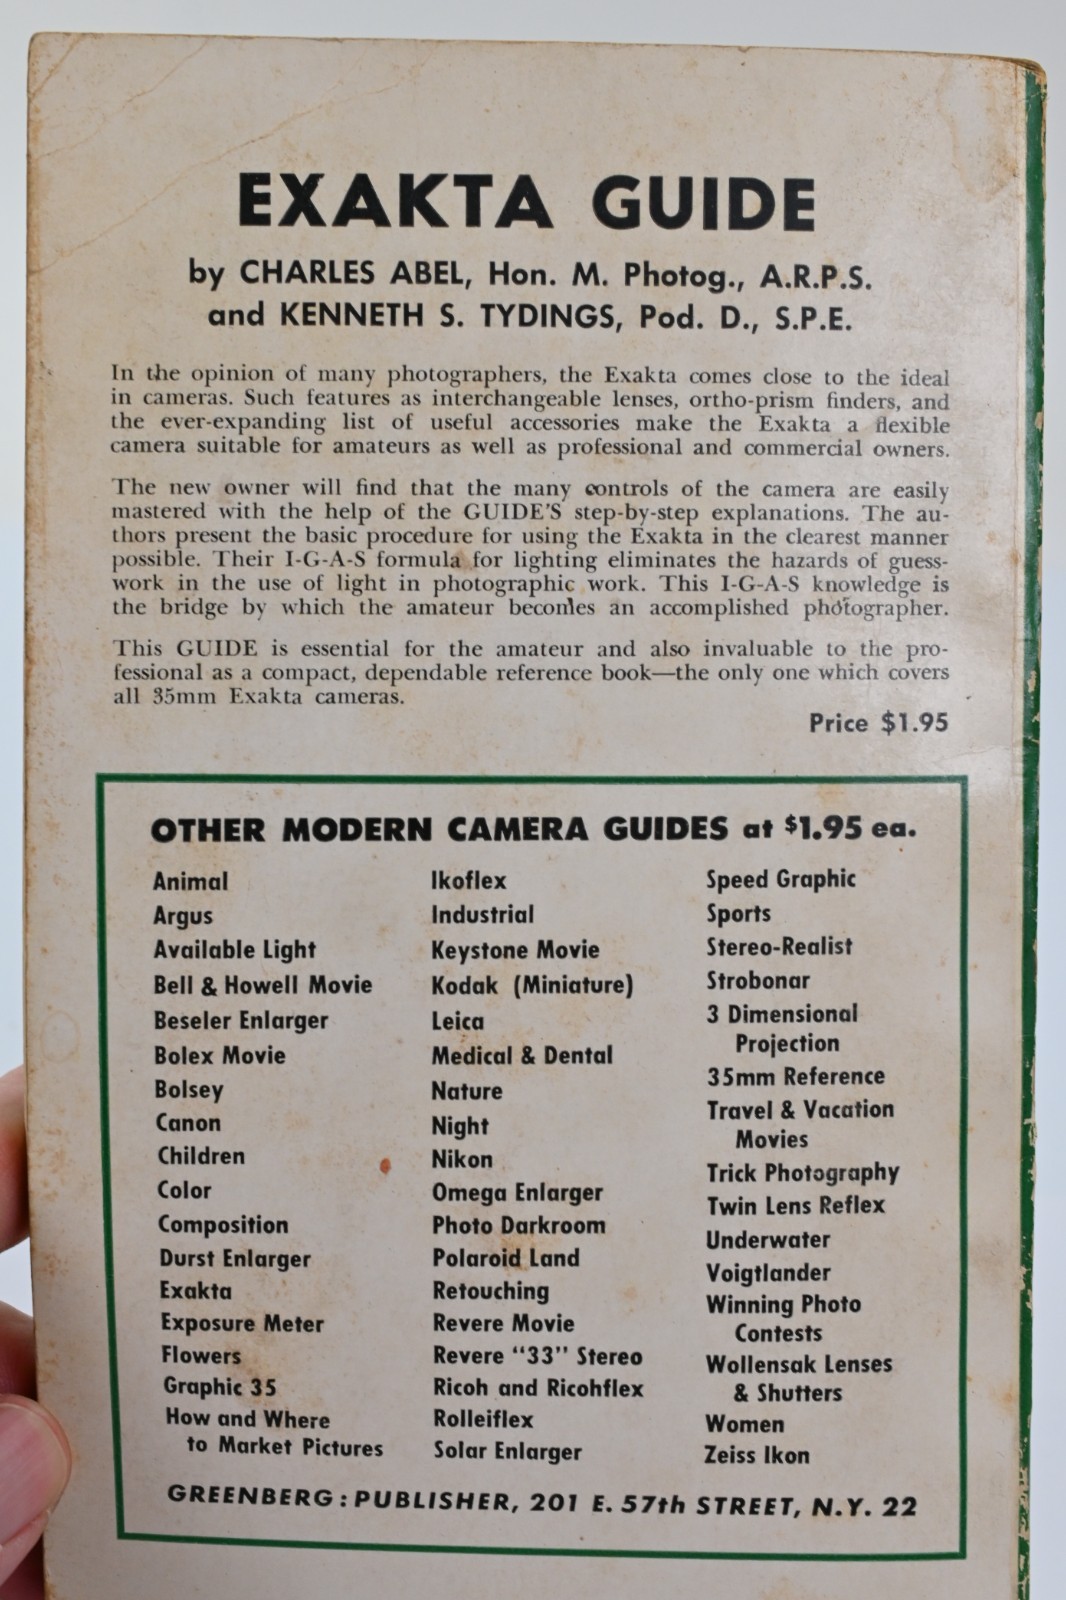 EXAKTA GUIDE
by CHARLES ABEL, Hon. M. Photog., A.R.P.S.
and KENNETH S. TYDINGS, Pod. D., S.P.E.
In the opinion of many photographers, the Exakta comes close to the ideal
in cameras. Such features as interchangeable lenses, ortho-prism finders, and
the ever-expanding list of useful accessories make the Exakta a flexible
camera suitable for amateurs as well as professional and commercial owners.
The new owner will find that the many controls of the camera are easily
mastered with the help of the GUIDE'S step-by-step explanations. The au-
thors present the basic procedure for using the Exakta in the clearest manner
possible. Their I-G-A-S formula for lighting eliminates the hazards of guess-
work in the use of light in photographic work. This I-G-A-S knowledge is
the bridge by which the amateur becomes an accomplished photographer.
This GUIDE is essential for the amateur and also invaluable to the pro-
fessional as a compact, dependable reference book—the only one which covers
all 35mm Exakta cameras.
Price $1.95
OTHER MODERN CAMERA GUIDES at $1.95 ea.
Animal
Argus
Available Light
Bell & Howell Movie
Beseler Enlarger
Bolex Movie
Bolsey
Canon
Children
Color
Composition
Durst Enlarger
Exakta
Exposure Meter
Flowers
Graphic 35
How and Where
to Market Pictures
Ikoflex
Industrial
Keystone Movie
Kodak (Miniature)
Leica
Medical & Dental
Nature
Night
Nikon
Omega Enlarger
Photo Darkroom
Polaroid Land
Retouching
Revere Movie
Revere "33" Stereo
Ricoh and Ricohflex
Rolleiflex
Solar Enlarger
Speed Graphic
Sports
Stereo-Realist
Strobonar
3 Dimensional
Projection
35mm Reference
Travel & Vacation
Movies
Trick Photography
Twin Lens Reflex
Underwater
Voigtlander
Winning Photo
Contests
Wollensak Lenses
& Shutters
Women
Zeiss Ikon
GREENBERG: PUBLISHER, 201 E. 57th STREET, N.Y. 22